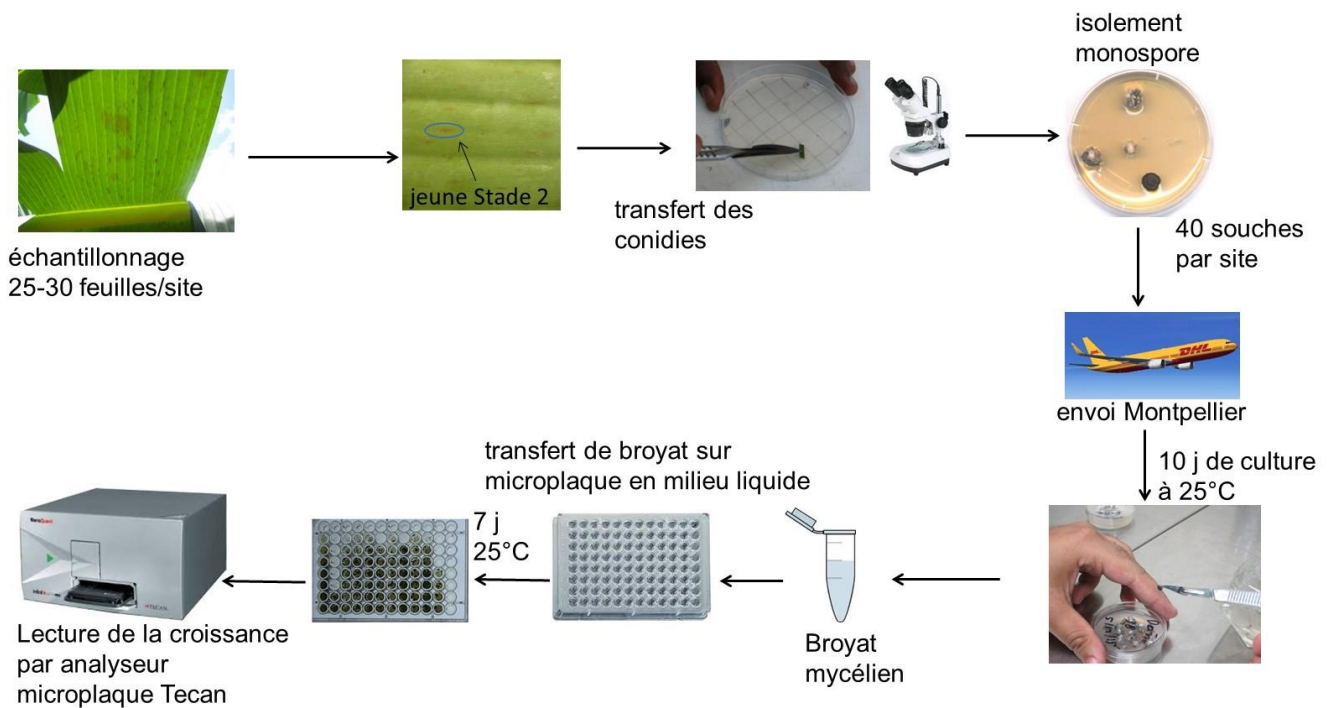 échantillonnage
25-30 feuilles/site
jeune Stade 2
transfert des
conidies
isolement
monospore
40 souches
par site
DHL
envoi Montpellier
10 j de culture
à 25°C
Broyat
mycélien
transfert de broyat sur
microplaque en milieu liquide
7 j
25°C
TECAN
Lecture de la croissance
par analyseur
microplaque Tecan